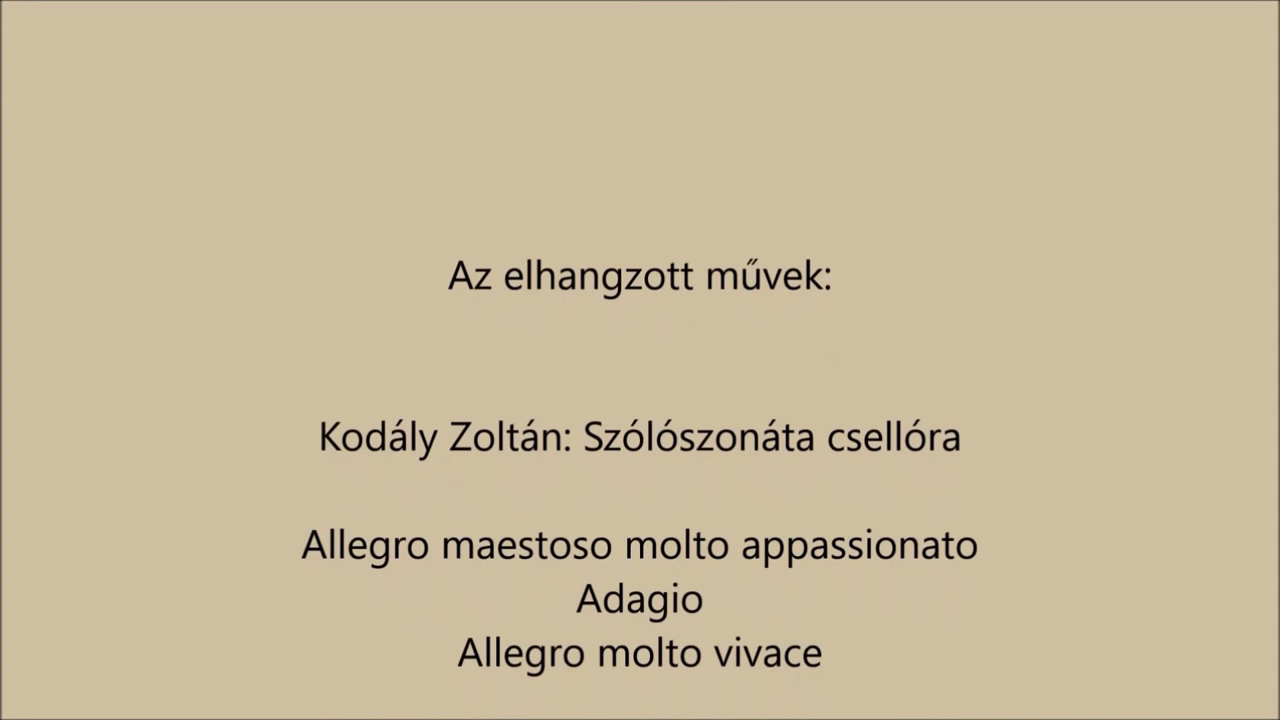 Az elhangzott művek:
Kodály Zoltán: Szólószonáta csellóra
Allegro maestoso molto appassionato
Adagio
Allegro molto vivace